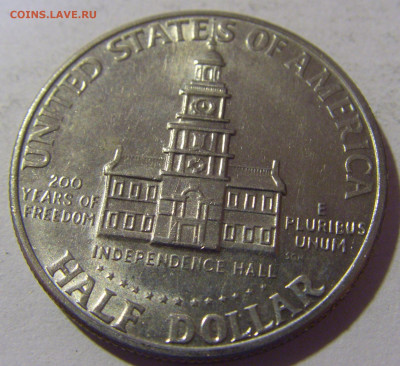 COINS.LAVE.RU
UNITED STATES OF AMERICA
200
YEARS OF
FREEDOM
E
PLURIBUS
UNUM
INDEPENDENCE HALL
HALF DOLLAR